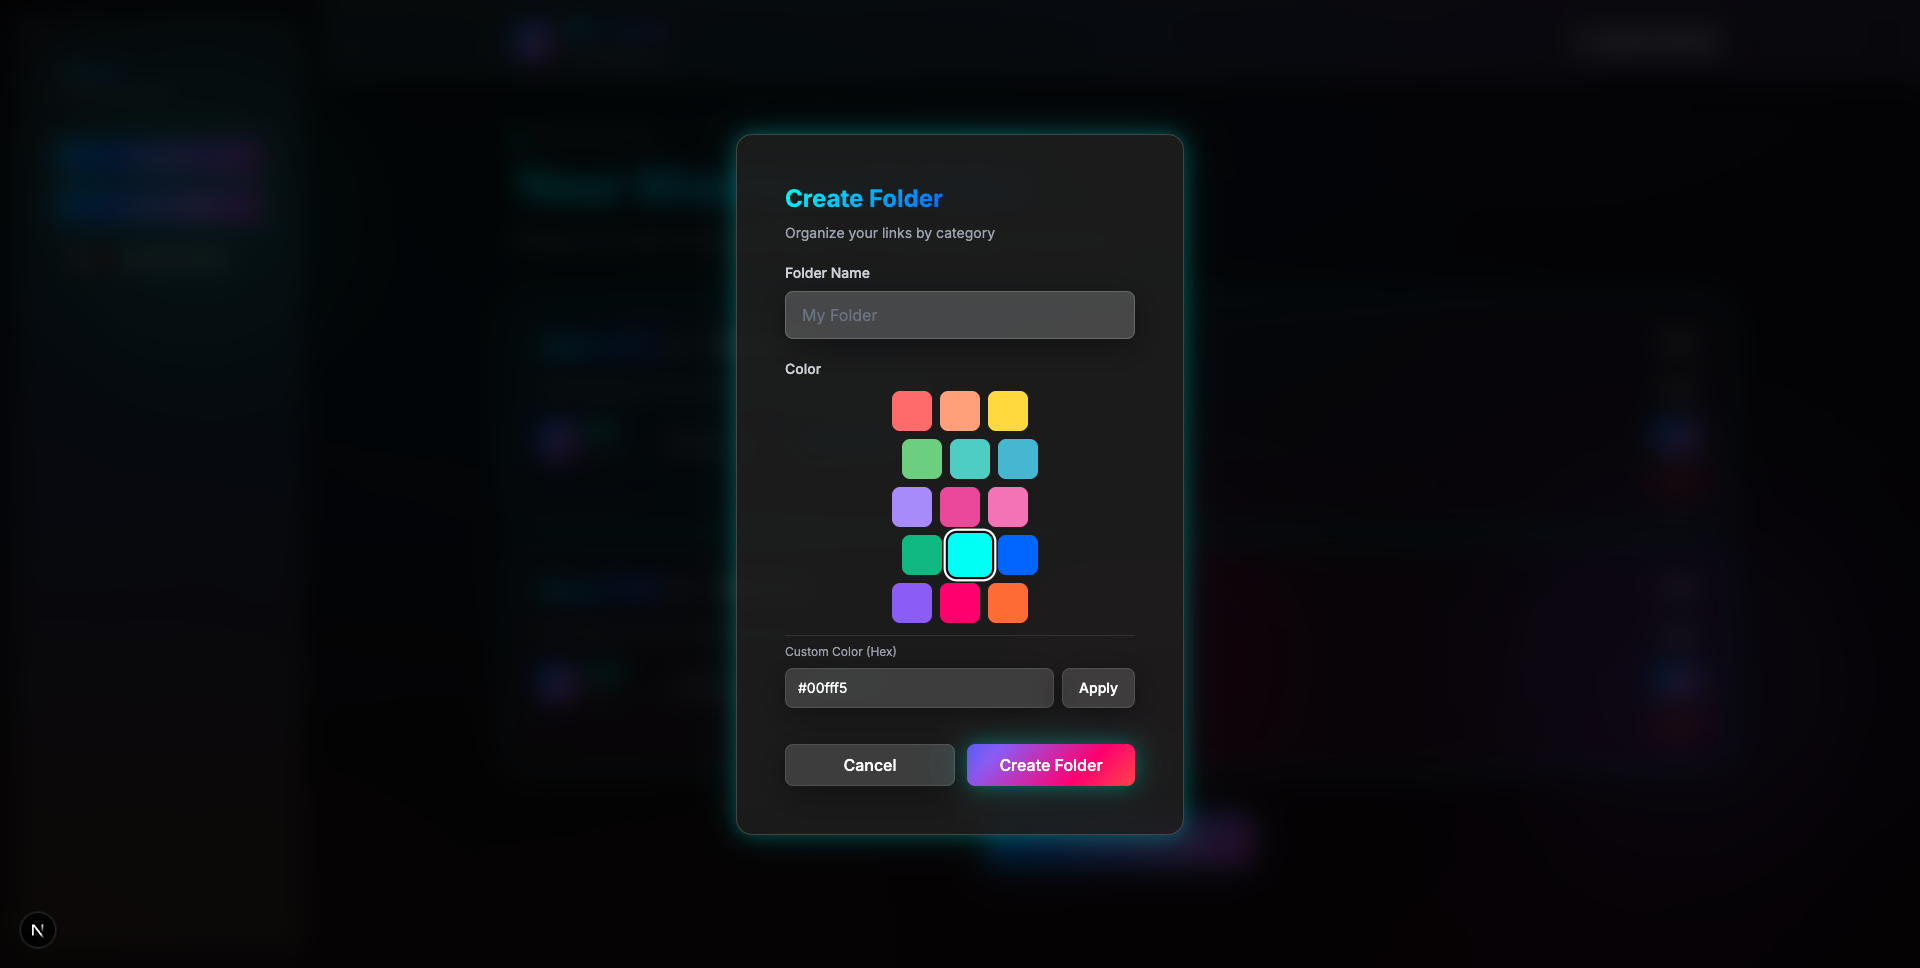 Create Folder
Organize your links by category
Folder Name
My Folder
Color
Custom Color (Hex)
#00fff5
Apply
Cancel
Create Folder
N